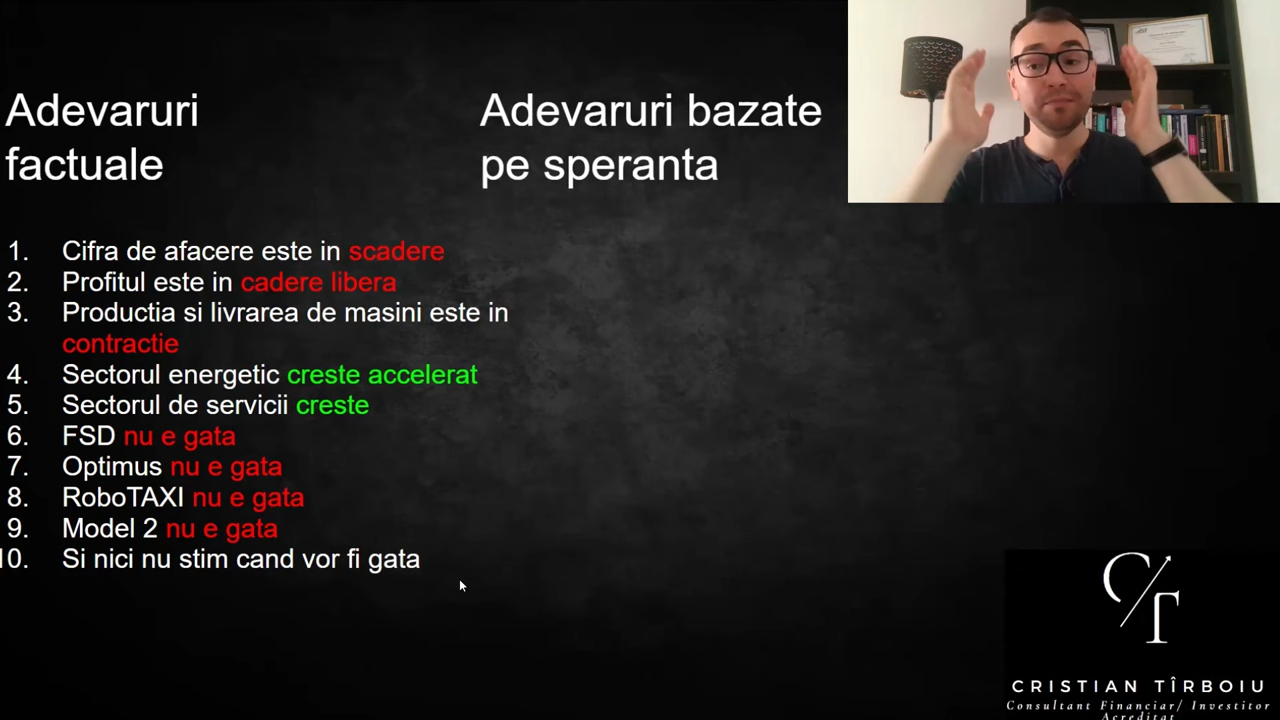 Adevaruri
factuale
Adevaruri bazate
pe speranta
1. Cifra de afacere este in scadere
2. Profitul este in cadere libera
3. Productia si livrarea de masini este in
contractie
4. Sectorul energetic creste accelerat
5. Sectorul de servicii creste
6. FSD nu e gata
7. Optimus nu e gata
8. RoboTAXI nu e gata
9. Model 2 nu e gata
10. Si nici nu stim cand vor fi gata
C/T
CRISTIAN TÎRBOIU
Consultant Financiar/ Investitor
Acreditat